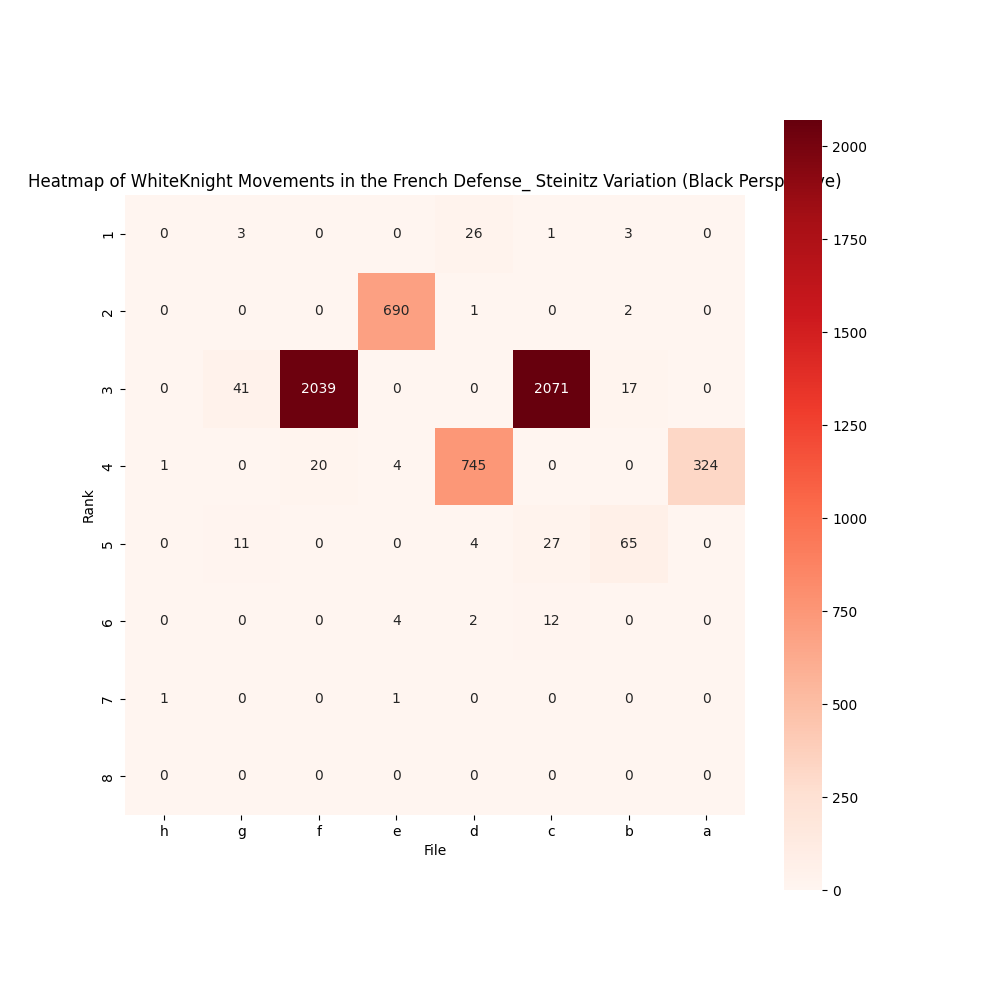 Heatmap of WhiteKnight Movements in the French Defense_ Steinitz Variation (Black Perspective)
2000
1750
1500
1250
1000
750
500
250
0
Rank
1 0 3 0 0 26 1 3 0
2 0 0 0 690 1 0 2 0
3 0 41 2039 0 0 2071 17 0
4 1 0 20 4 745 0 0 324
5 0 11 0 0 4 27 65 0
6 0 0 0 4 2 12 0 0
7 1 0 0 1 0 0 0 0
8 0 0 0 0 0 0 0 0
h g f e d c b a
File